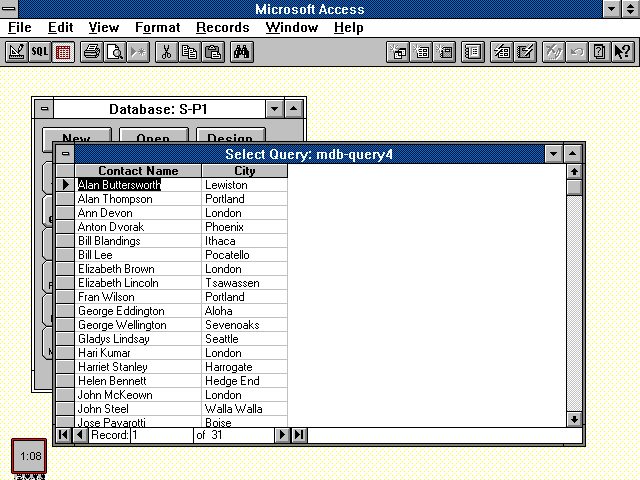 Microsoft Access
File Edit View Format Records Window Help
SQL
Database: S-P1
New Open Design
Select Query: mdb-query4
Contact Name City
Alan Buttersworth Lewiston
Alan Thompson Portland
Ann Devon London
Anton Dvorak Phoenix
Bill Blandings Ithaca
Bill Lee Pocatello
Elizabeth Brown London
Elizabeth Lincoln Tsawassen
Fran Wilson Portland
George Eddington Aloha
George Wellington Sevenoaks
Gladys Lindsay Seattle
Hari Kumar London
Harriet Stanley Harrogate
Helen Bennett Hedge End
John McKeown London
John Steel Walla Walla
Jose Pavarotti Boise
Record: 1 of 31
1:08